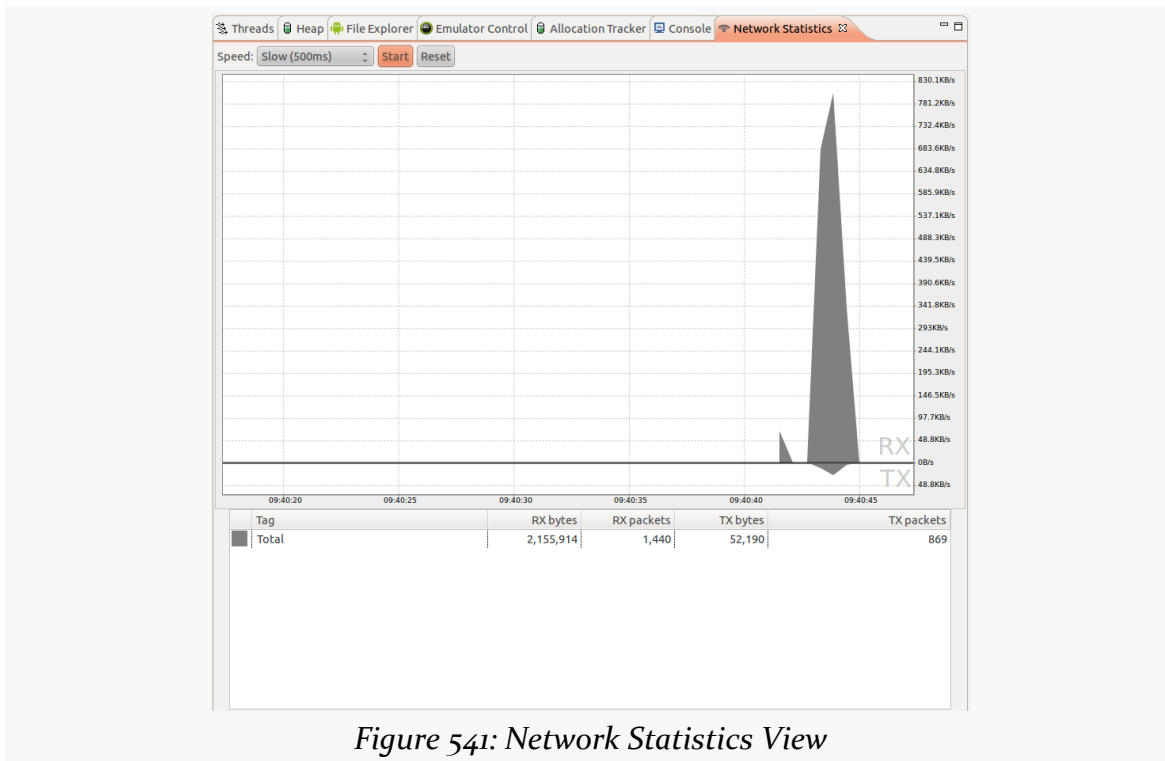 Threads Heap File Explorer Emulator Control Allocation Tracker Console Network Statistics
Speed: Slow (500ms) Start Reset
830.1KB/s
781.2KB/s
732.4KB/s
683.6KB/s
634.8KB/s
585.9KB/s
537.1KB/s
488.3KB/s
439.5KB/s
390.6KB/s
341.8KB/s
293KB/s
244.1KB/s
195.3KB/s
146.5KB/s
97.7KB/s
48.8KB/s
RX
0B/s
TX
48.8KB/s
09:40:20 09:40:25 09:40:30 09:40:35 09:40:40 09:40:45
Tag RX bytes RX packets TX bytes TX packets
Total 2,155,914 1,440 52,190 869
Figure 541: Network Statistics View